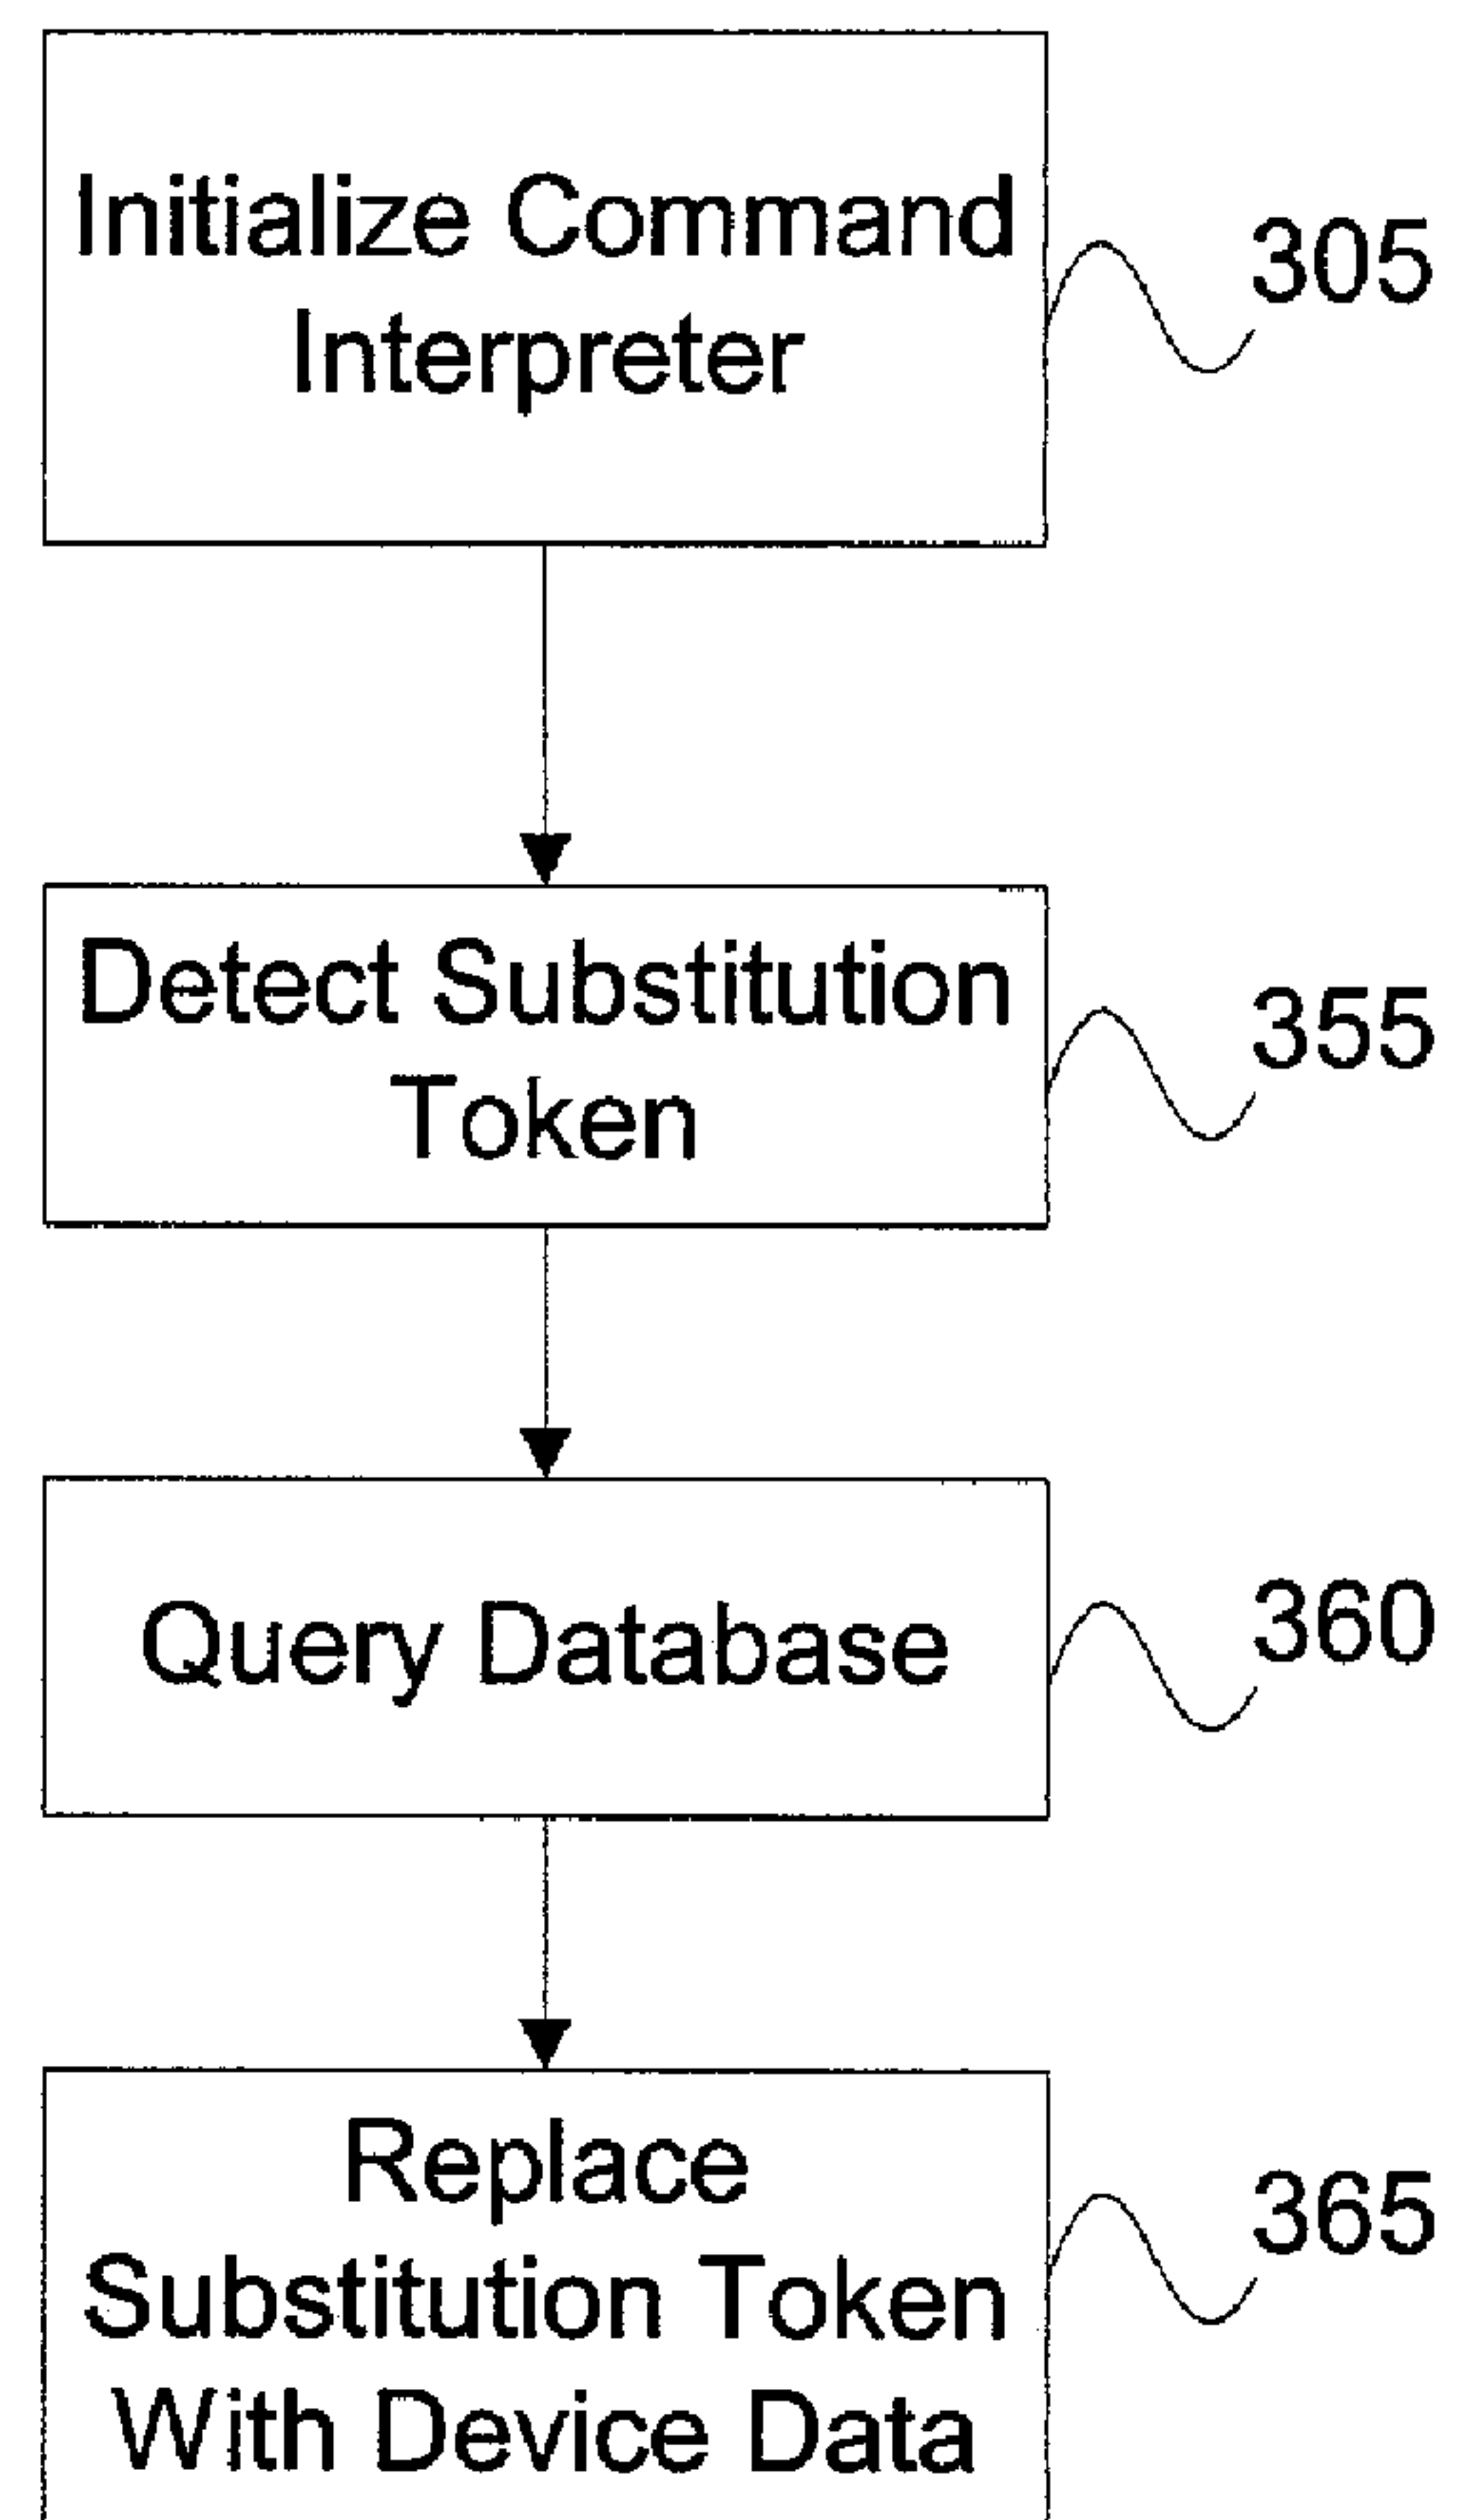 Initialize Command
Interpreter
305
Detect Substitution
Token
355
Query Database
360
Replace
Substitution Token
With Device Data
365